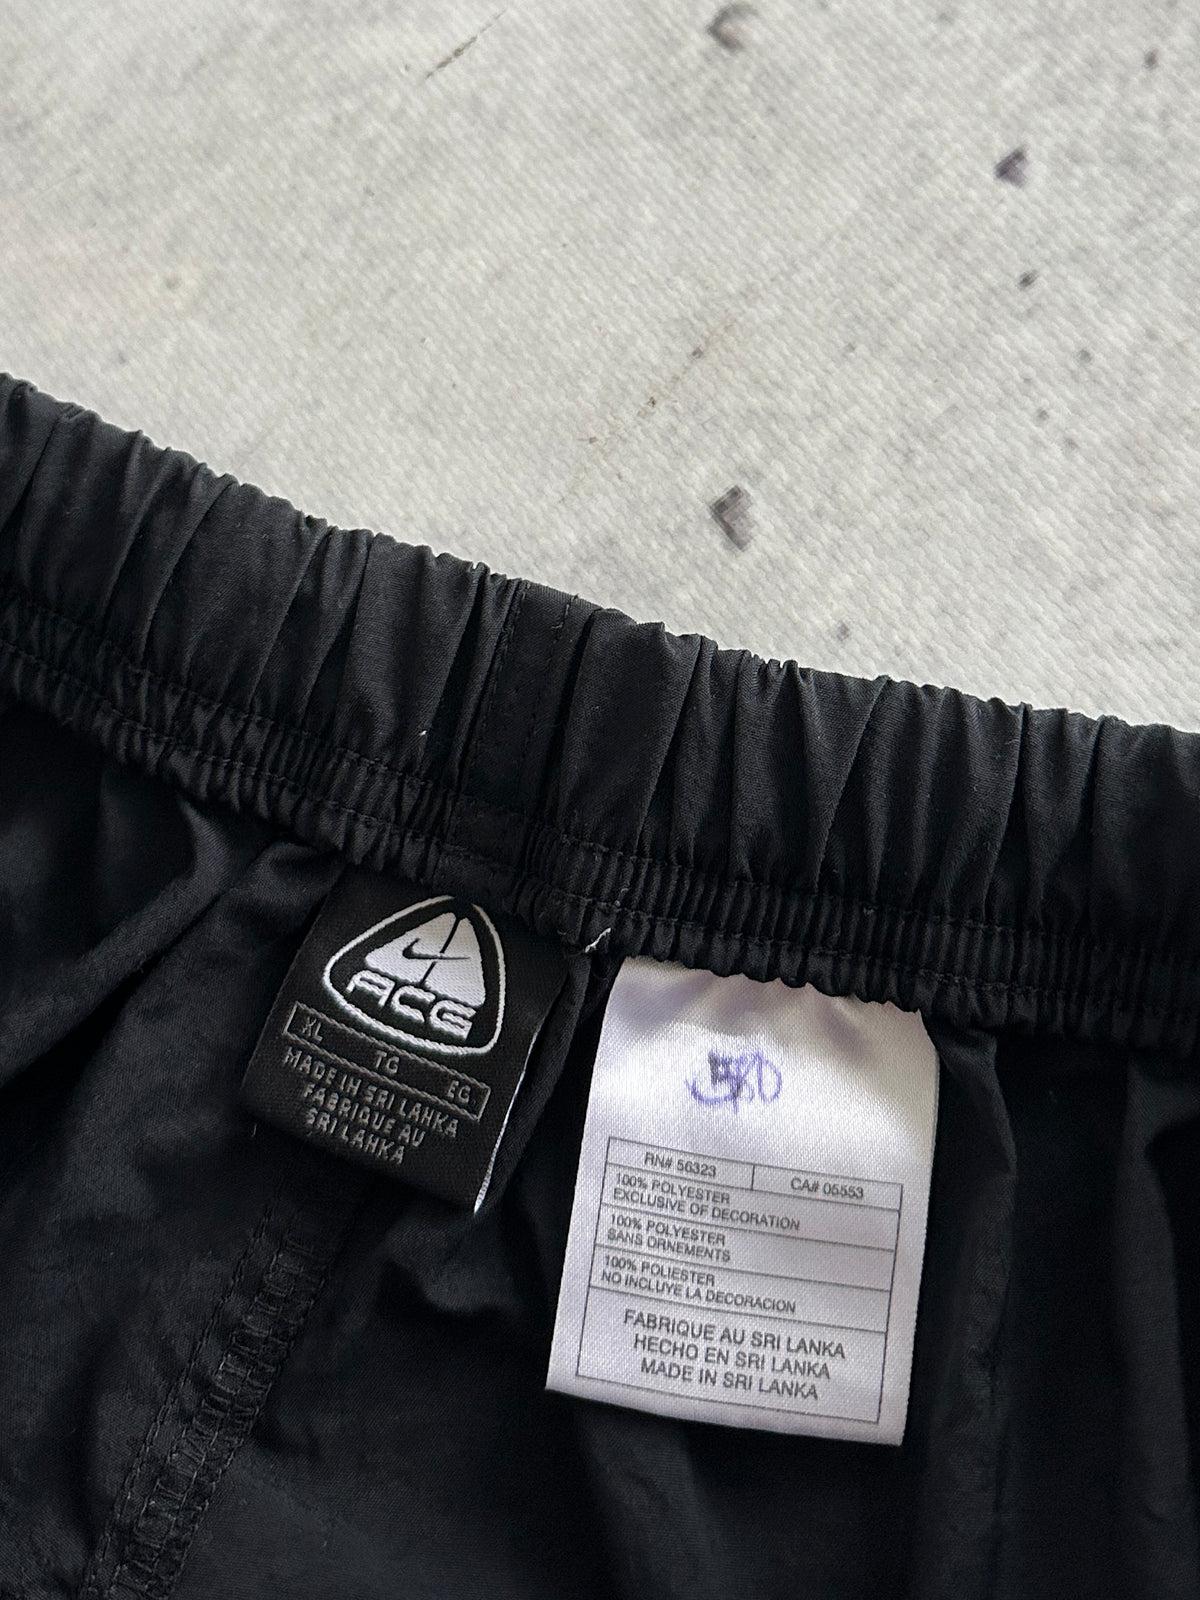 ACG
XL TG EG
MADE IN SRI LANKA
FABRIQUE AU
SRI LANKA
RN# 56323 CA# 05553
100% POLYESTER
EXCLUSIVE OF DECORATION
100% POLYESTER
SANS ORNEMENTS
100% POLIESTER
NO INCLUYE LA DECORACION
FABRIQUE AU SRI LANKA
HECHO EN SRI LANKA
MADE IN SRI LANKA